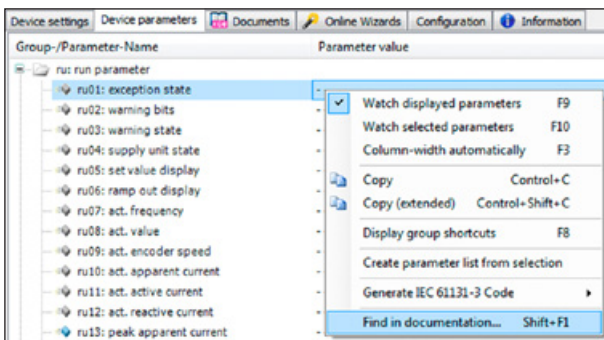 Device settings Device parameters Documents Online Wizards Configuration Information
Group-/Parameter-Name Parameter value
ru: run parameter
ru01: exception state -
ru02: warning bits -
ru03: warning state -
ru04: supply unit state -
ru05: set value display -
ru06: ramp out display -
ru07: act. frequency -
ru08: act. value -
ru09: act. encoder speed -
ru10: act. apparent current -
ru11: act. active current -
ru12: act. reactive current -
ru13: peak apparent current -
Watch displayed parameters F9
Watch selected parameters F10
Column-width automatically F3
Copy Control+C
Copy (extended) Control+Shift+C
Display group shortcuts F8
Create parameter list from selection
Generate IEC 61131-3 Code
Find in documentation... Shift+F1